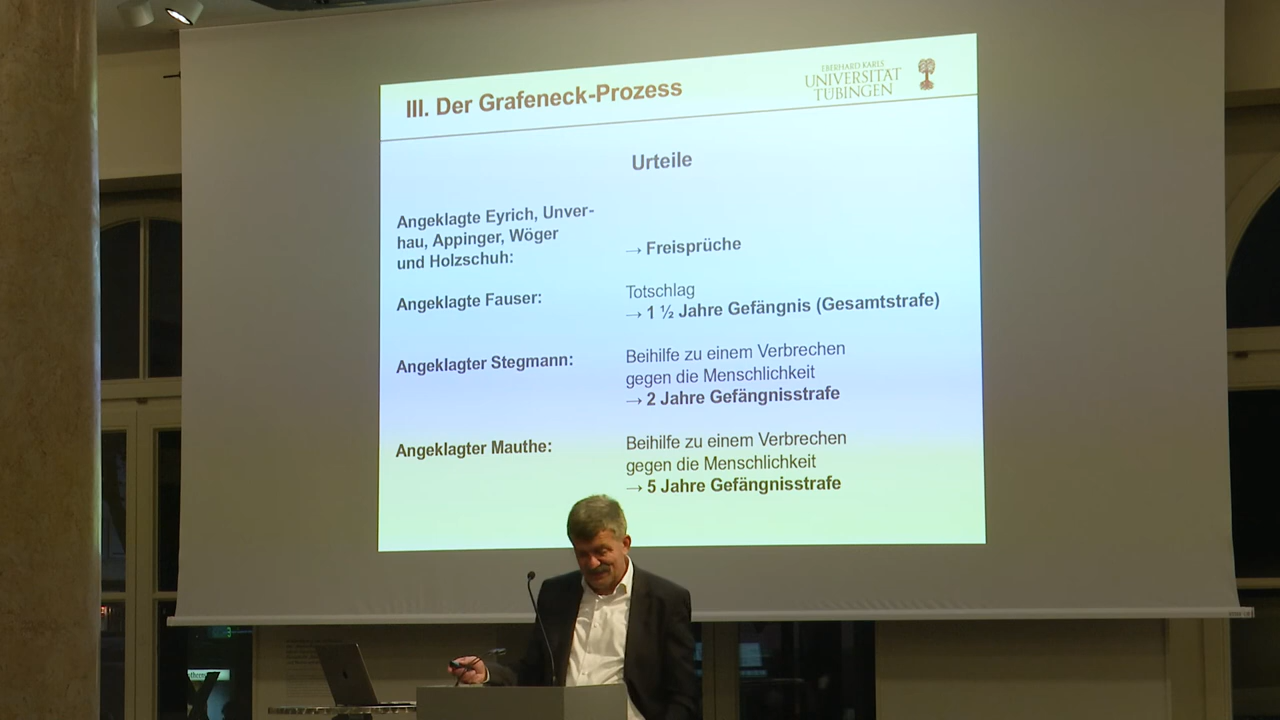 III. Der Grafeneck-Prozess
EBERHARD KARLS
UNIVERSITÄT
TÜBINGEN
Urteile
Angeklagte Eyrich, Unver-
hau, Appinger, Wöger
und Holzschuh:
→ Freisprüche
Angeklagte Fauser:
Totschlag
→ 1 ½ Jahre Gefängnis (Gesamtstrafe)
Angeklagter Stegmann:
Beihilfe zu einem Verbrechen
gegen die Menschlichkeit
→ 2 Jahre Gefängnisstrafe
Angeklagter Mauthe:
Beihilfe zu einem Verbrechen
gegen die Menschlichkeit
→ 5 Jahre Gefängnisstrafe